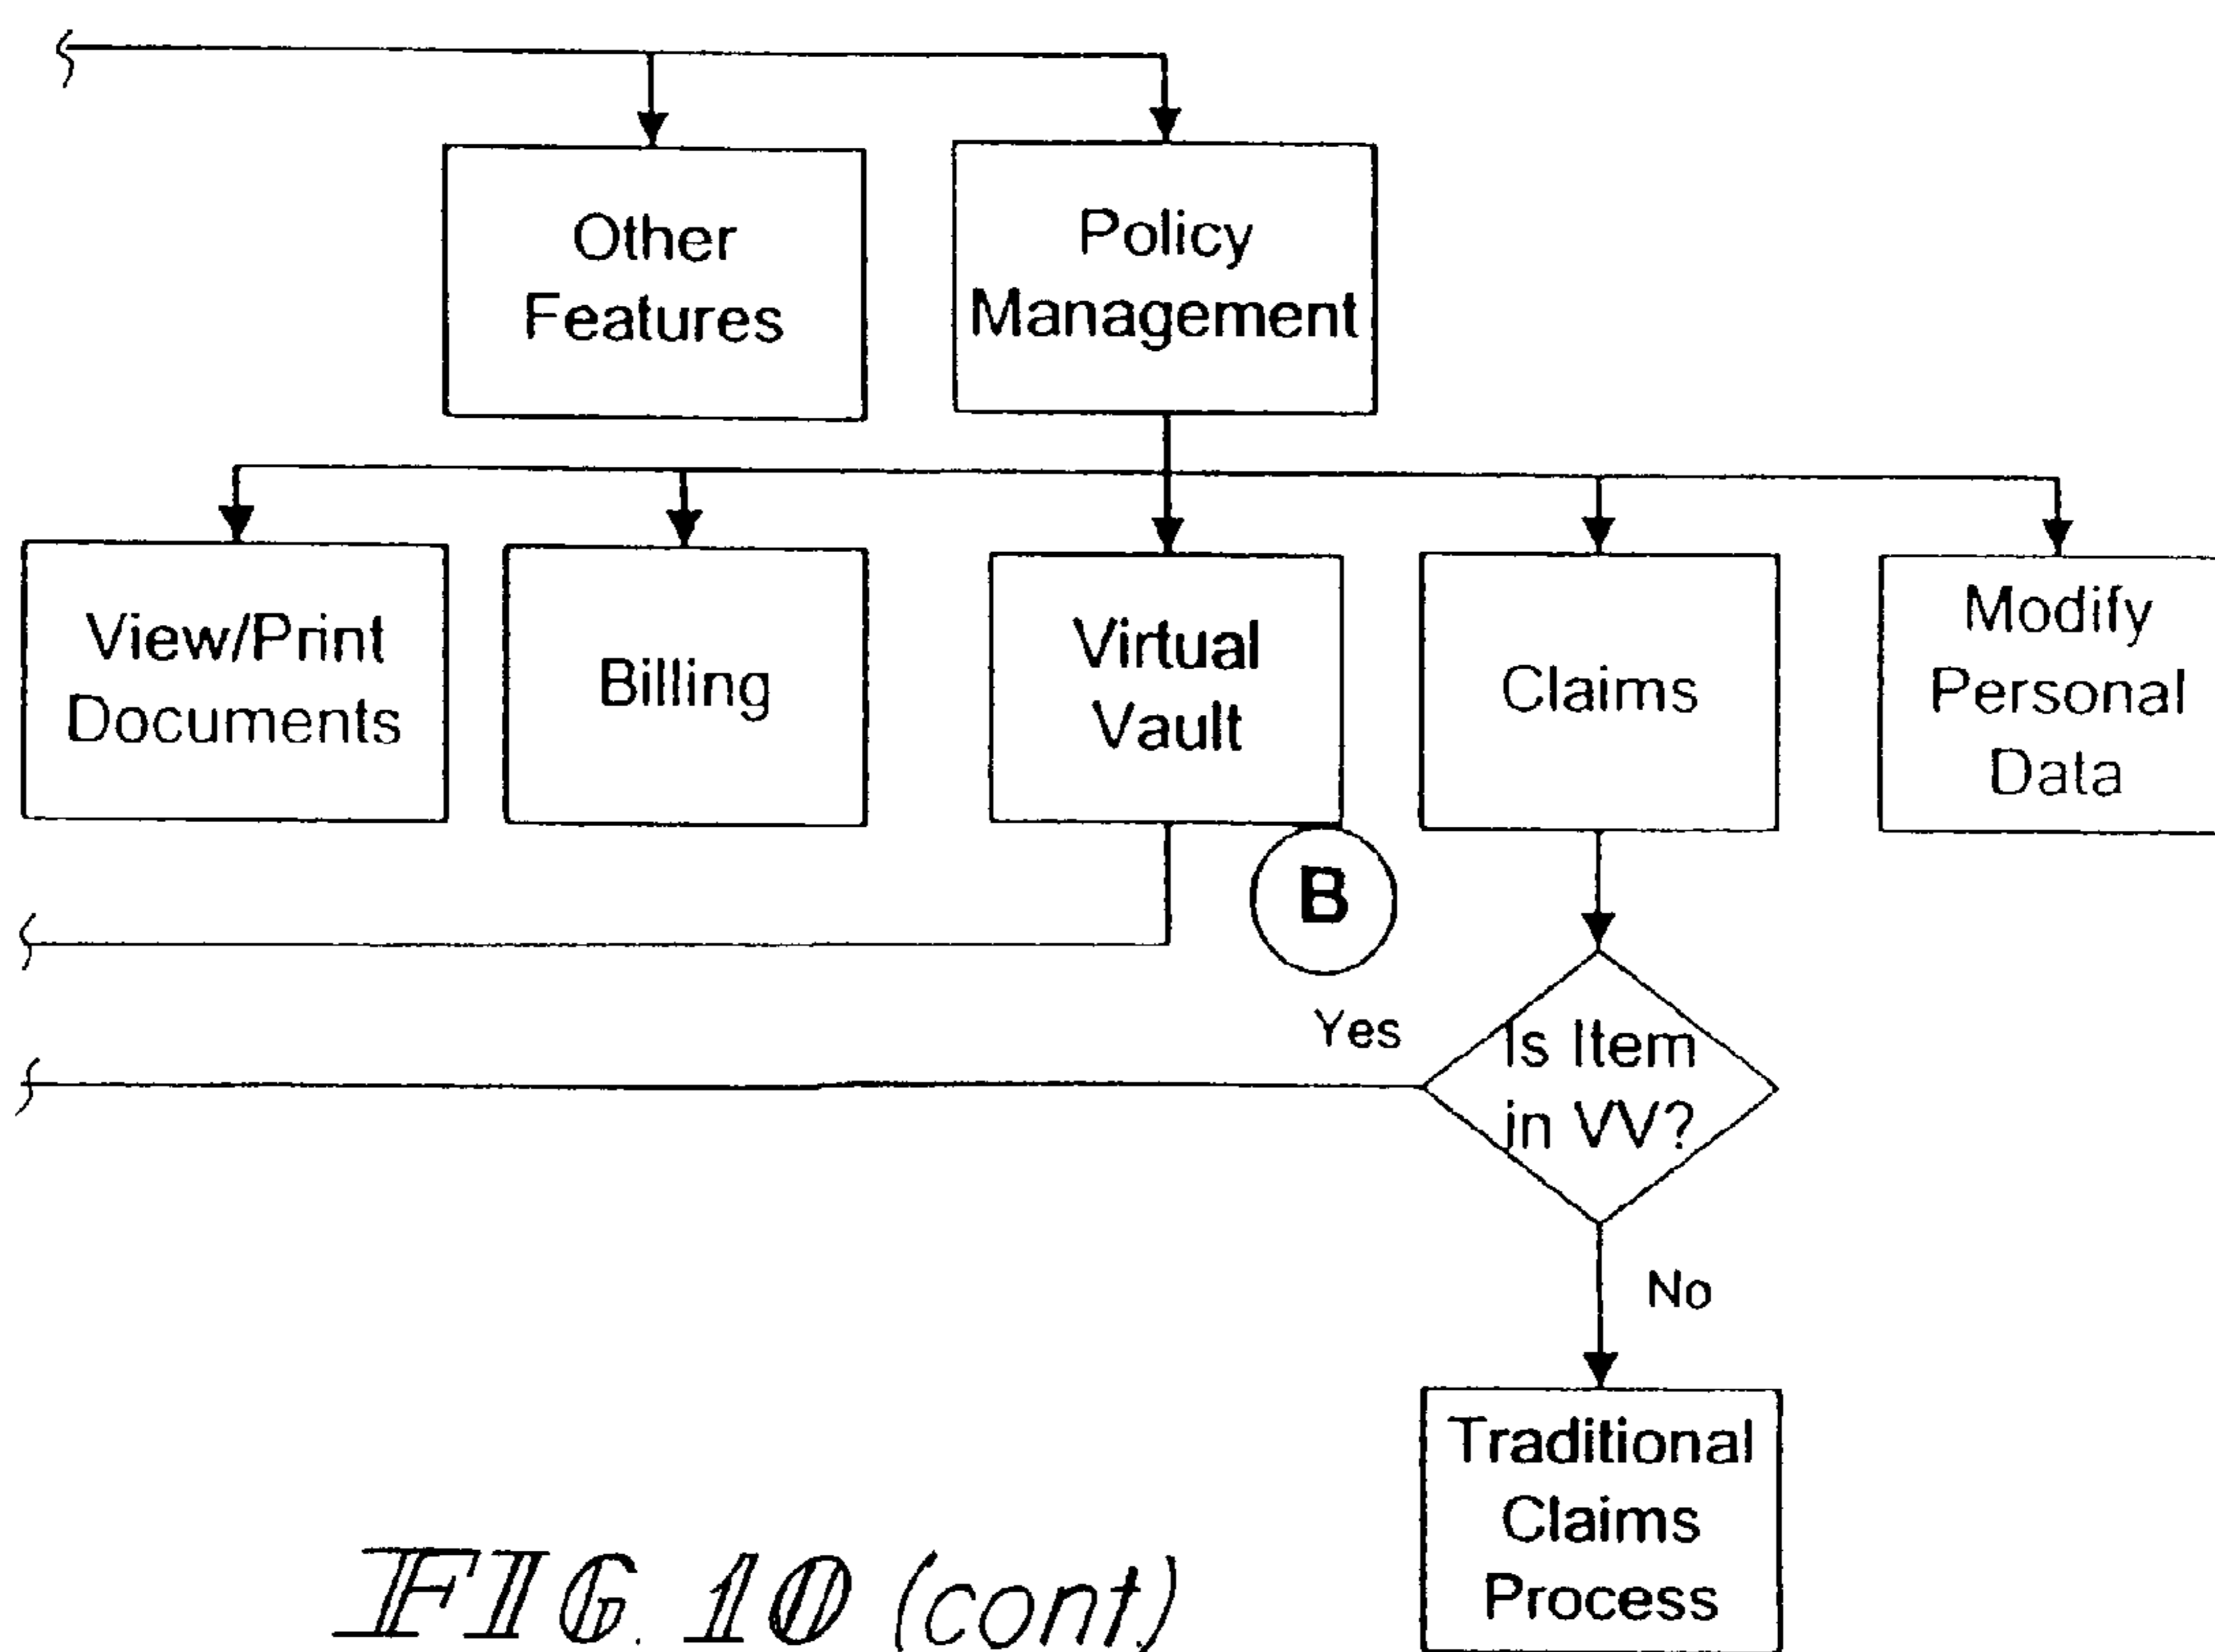 Other
Features
Policy
Management
View/Print
Documents
Billing
Virtual
Vault
Claims
Modify
Personal
Data
B
Yes
Is Item
in VV?
No
Traditional
Claims
Process
FIG. 10 (cont)